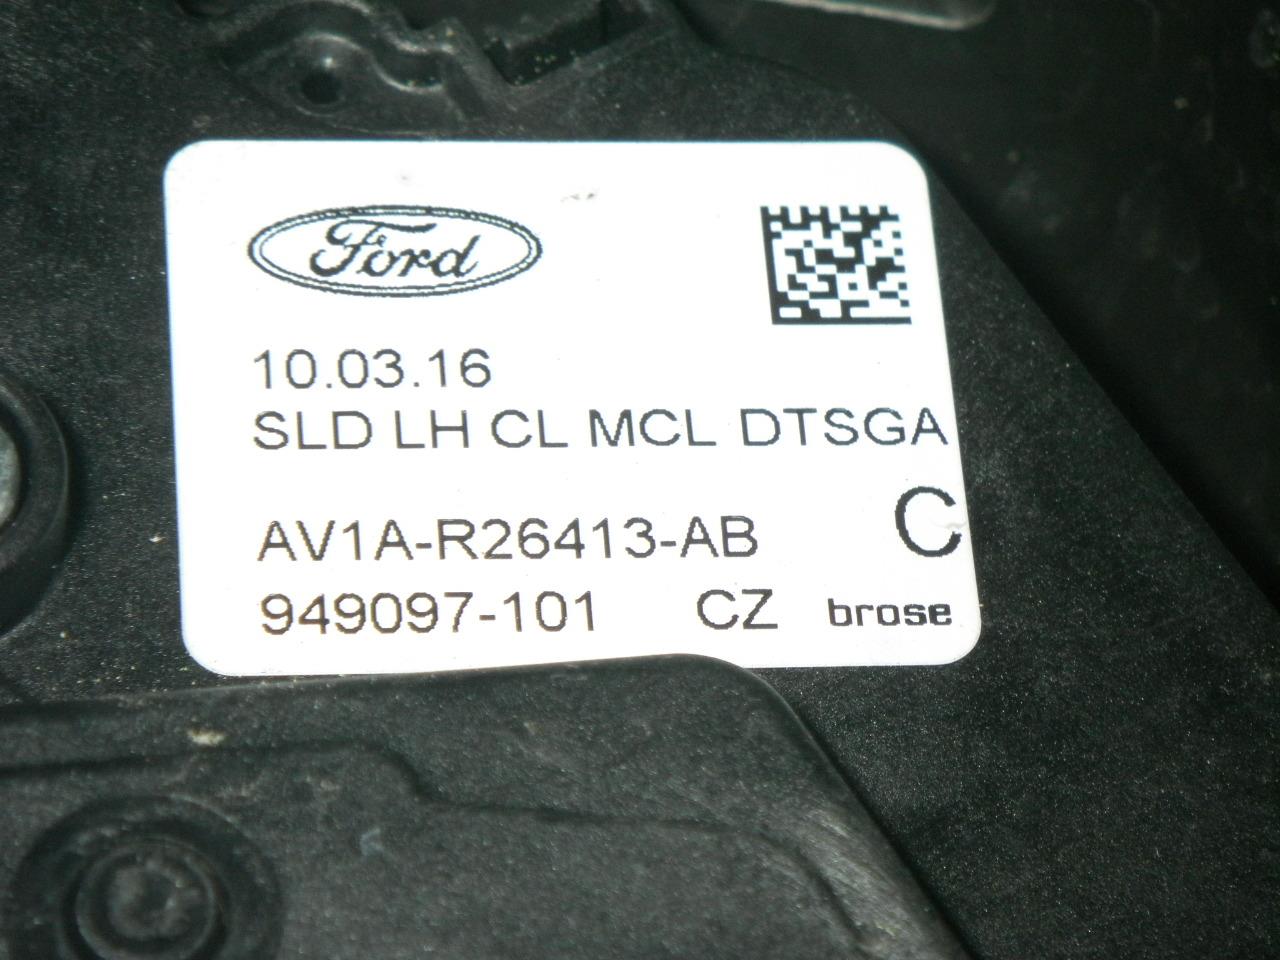 Ford
10.03.16
SLD LH CL MCL DTSGA
AV1A-R26413-AB C
949097-101 CZ brose